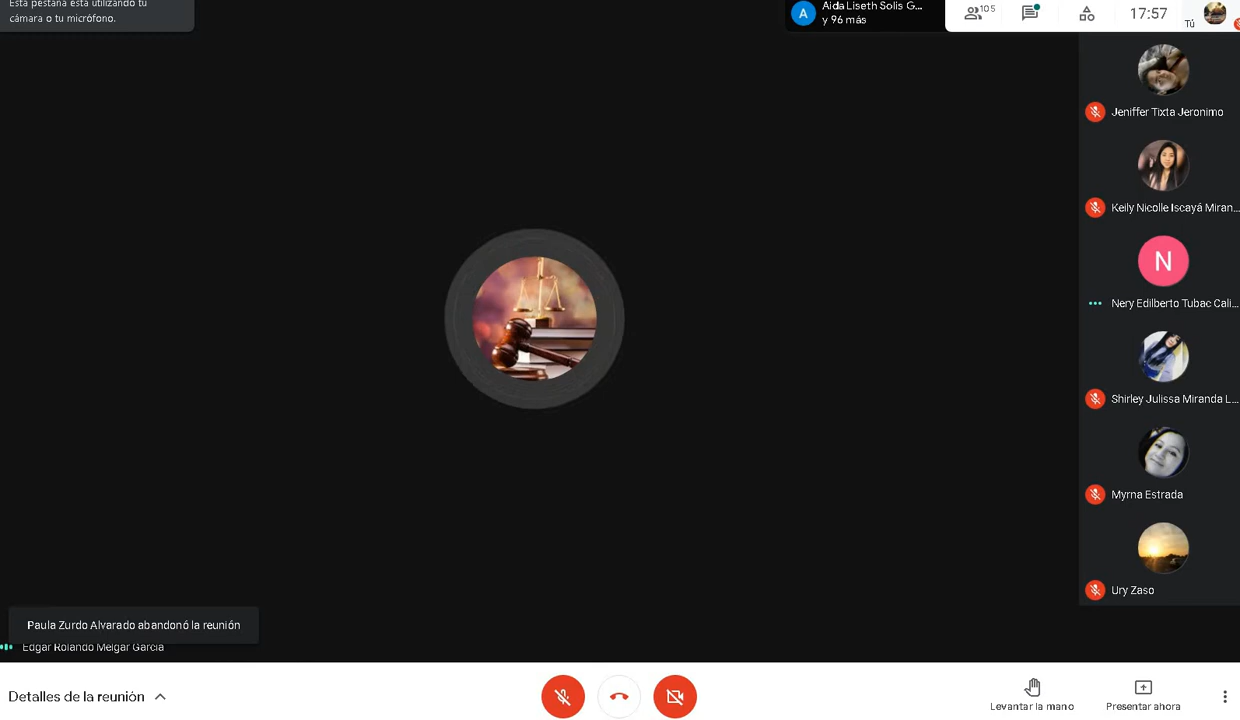 Esta pestaña está utilizando tu
cámara o tu micrófono.
A
Aida Liseth Solis G...
y 96 más
105
17:57
Tú
Jeniffer Tixta Jeronimo
Keily Nicolle Iscayá Miran...
N
Nery Edilberto Tubac Cali...
Shirley Julissa Miranda L...
Myrna Estrada
Ury Zaso
Paula Zurdo Alvarado abandonó la reunión
Edgar Rolando Melgar García
Detalles de la reunión
Levantar la mano
Presentar ahora